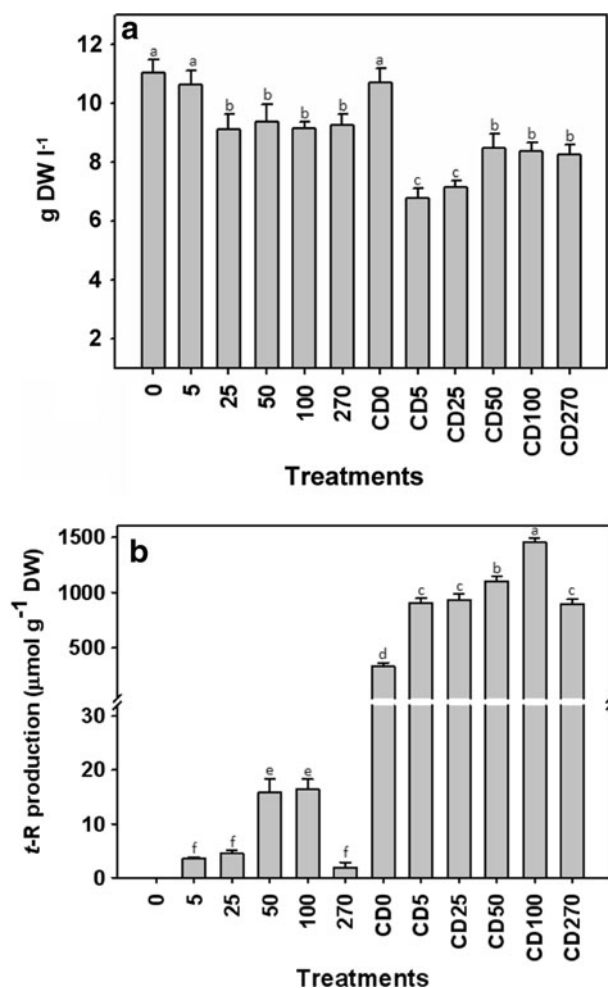 a
g DW l⁻¹
12
10
8
6
4
2
a
a
b
b
b
b
a
c
c
b
b
b
0
5
25
50
100
270
CD0
CD5
CD25
CD50
CD100
CD270
Treatments
b
t-R production (μmol g⁻¹ DW)
1500
1000
500
30
20
10
0
f
f
e
e
f
d
c
c
b
a
c
0
5
25
50
100
270
CD0
CD5
CD25
CD50
CD100
CD270
Treatments